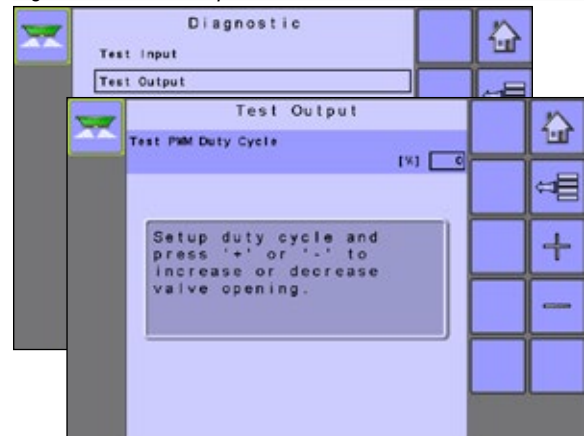 Diagnostic
Test Input
Test Output
Test Output
Test PWM Duty Cycle
[%] 0
Setup duty cycle and
press '+' or '-' to
increase or decrease
valve opening.
+
-